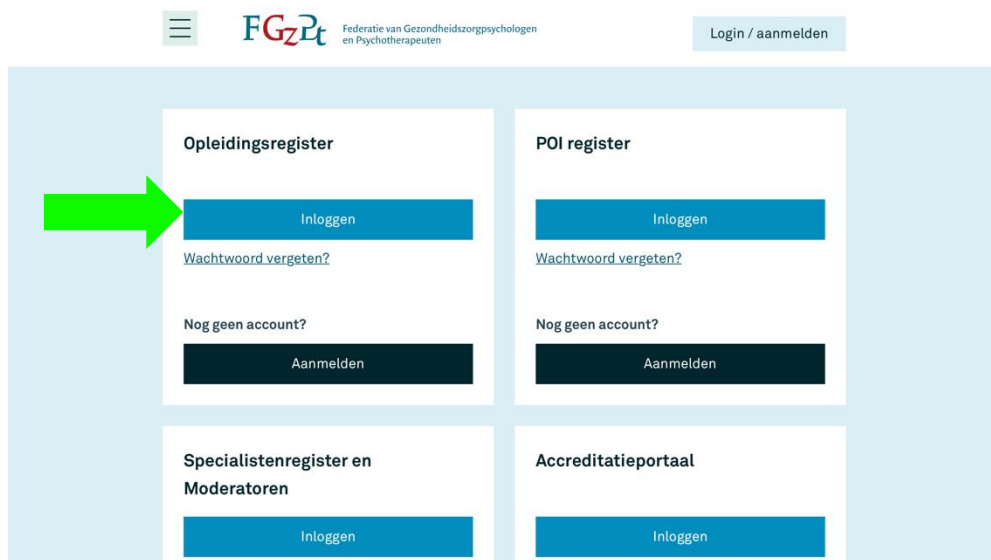 FGzPt
Federatie van Gezondheidszorgpsychologen
en Psychotherapeuten
Login / aanmelden
Opleidingsregister
Inloggen
Wachtwoord vergeten?
Nog geen account?
Aanmelden
POI register
Inloggen
Wachtwoord vergeten?
Nog geen account?
Aanmelden
Specialistenregister en
Moderatoren
Inloggen
Accreditatieportaal
Inloggen